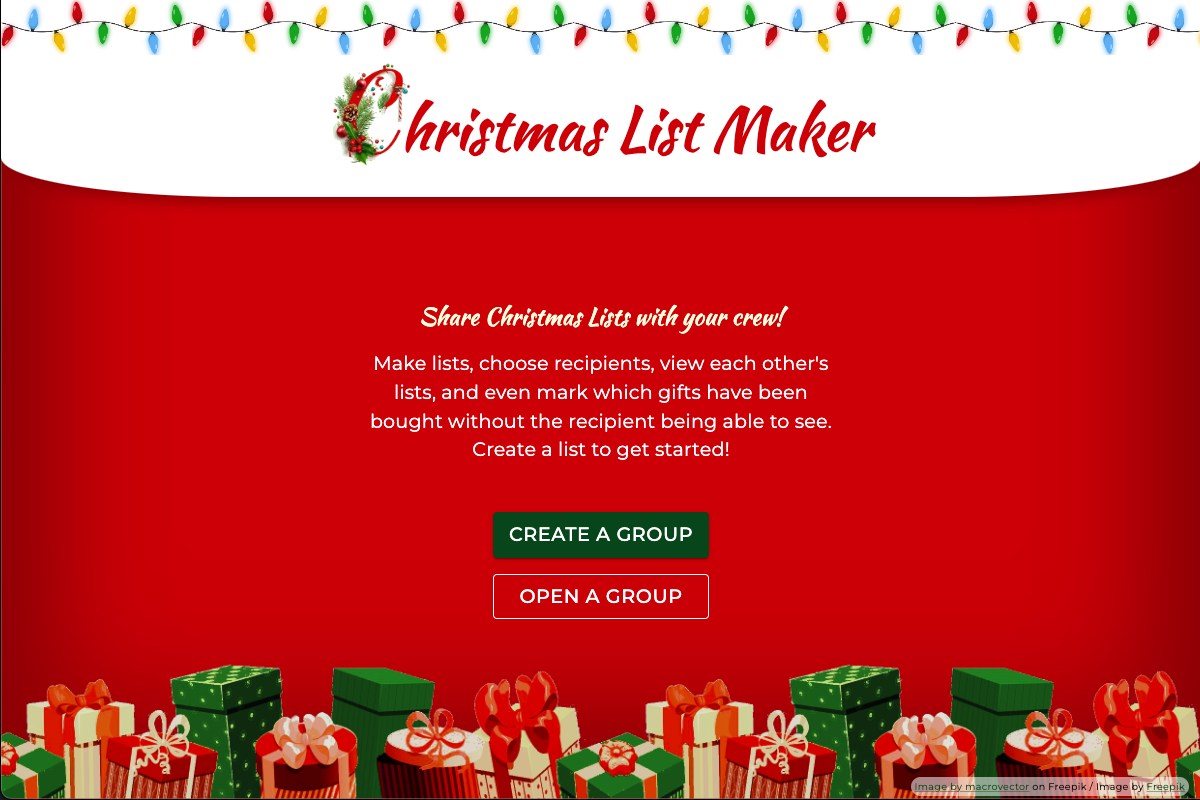 Christmas List Maker
Share Christmas Lists with your crew!
Make lists, choose recipients, view each other's
lists, and even mark which gifts have been
bought without the recipient being able to see.
Create a list to get started!
CREATE A GROUP
OPEN A GROUP
Image by macrovector on Freepik / Image by Freepik